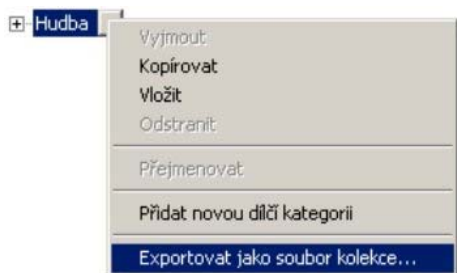 Hudba
Vyjmout
Kopírovat
Vložit
Odstranit
Přejmenovat
Přidat novou dílčí kategorii
Exportovat jako soubor kolekce...